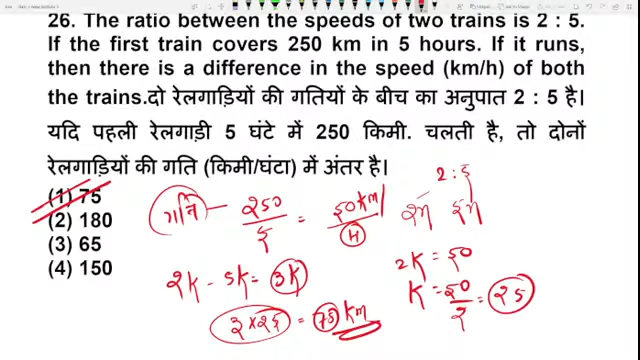 26. The ratio between the speeds of two trains is 2 : 5.
If the first train covers 250 km in 5 hours. If it runs,
then there is a difference in the speed (km/h) of both
the trains.दो रेलगाड़ियों की गतियों के बीच का अनुपात 2 : 5 है।
यदि पहली रेलगाड़ी 5 घंटे में 250 किमी. चलती है, तो दोनों
रेलगाड़ियों की गति (किमी/घंटा) में अंतर है।
(1) 75
(2) 180
(3) 65
(4) 150
गति — 250/5 = 50 km/H
2K - 5K = 3K
3 × 25 = 75 km
2 : 5
2K = 50
K = 50/2 = 25